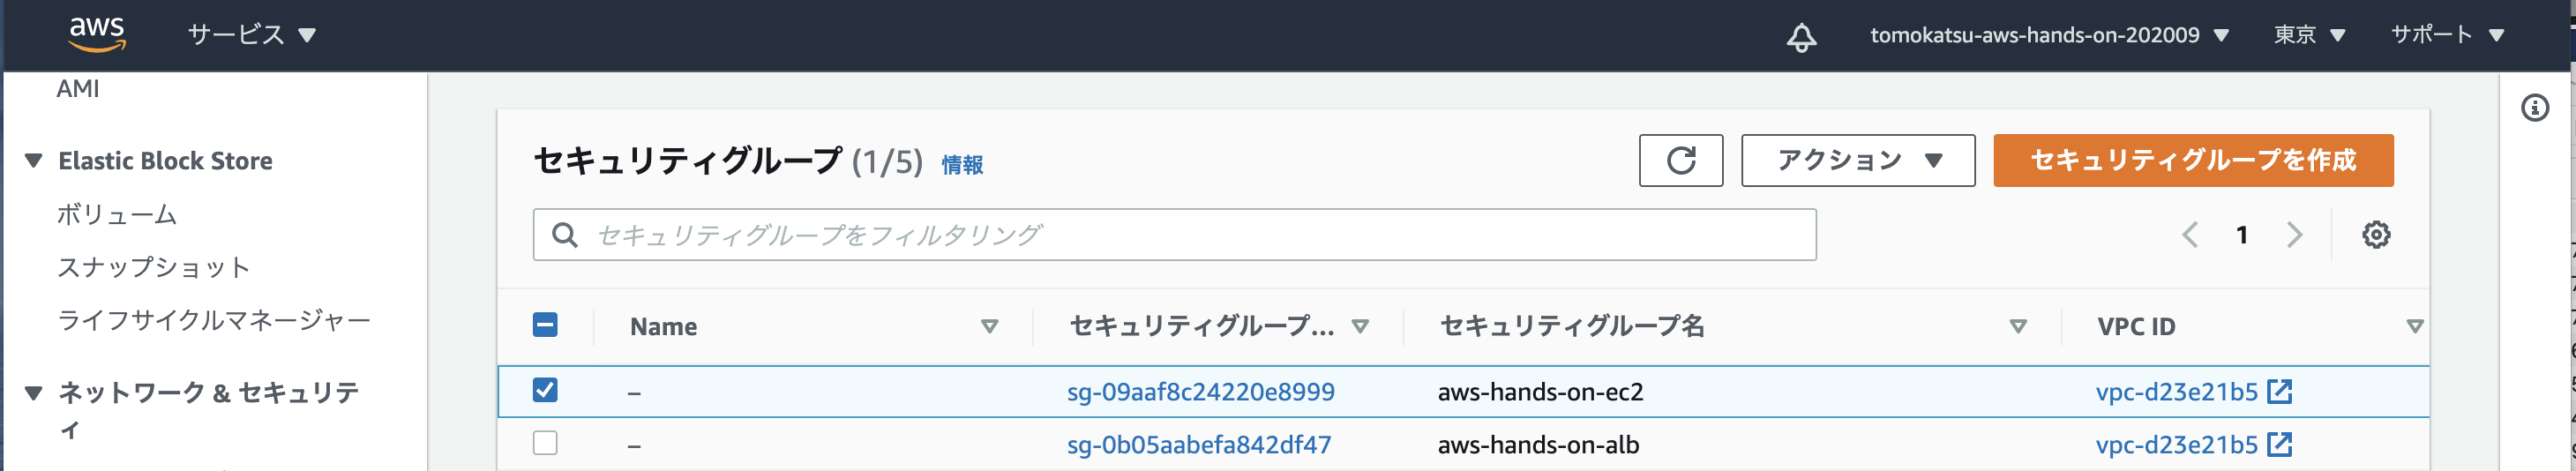 aws サービス tomokatsu-aws-hands-on-202009 東京 サポート
AMI
Elastic Block Store
ボリューム
スナップショット
ライフサイクルマネージャー
ネットワーク & セキュリテ
ィ
セキュリティグループ (1/5) 情報
アクション
セキュリティグループを作成
セキュリティグループをフィルタリング
1
Name セキュリティグループ... セキュリティグループ名 VPC ID
– sg-09aaf8c24220e8999 aws-hands-on-ec2 vpc-d23e21b5
– sg-0b05aabefa842df47 aws-hands-on-alb vpc-d23e21b5